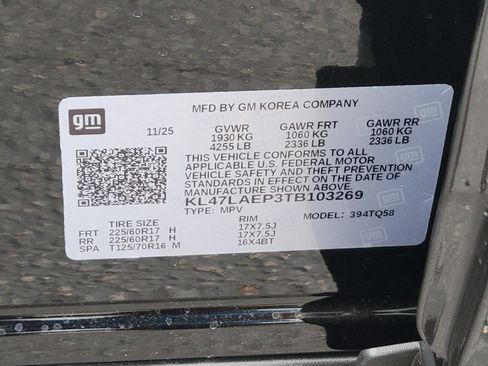 gm
MFD BY GM KOREA COMPANY
11/25 GVWR GAWR FRT GAWR RR
1930 KG 1060 KG 1060 KG
4255 LB 2336 LB 2336 LB
THIS VEHICLE CONFORMS TO ALL
APPLICABLE U.S. FEDERAL MOTOR
VEHICLE SAFETY AND THEFT PREVENTION
STANDARDS IN EFFECT ON THE DATE OF
MANUFACTURE SHOWN ABOVE.
KL47LAEP3TB103269
TYPE: MPV MODEL: 394TQ58
TIRE SIZE RIM
FRT 225/60R17 H 17X7.5J
RR 225/60R17 H 17X7.5J
SPA T125/70R16 M 16X4BT